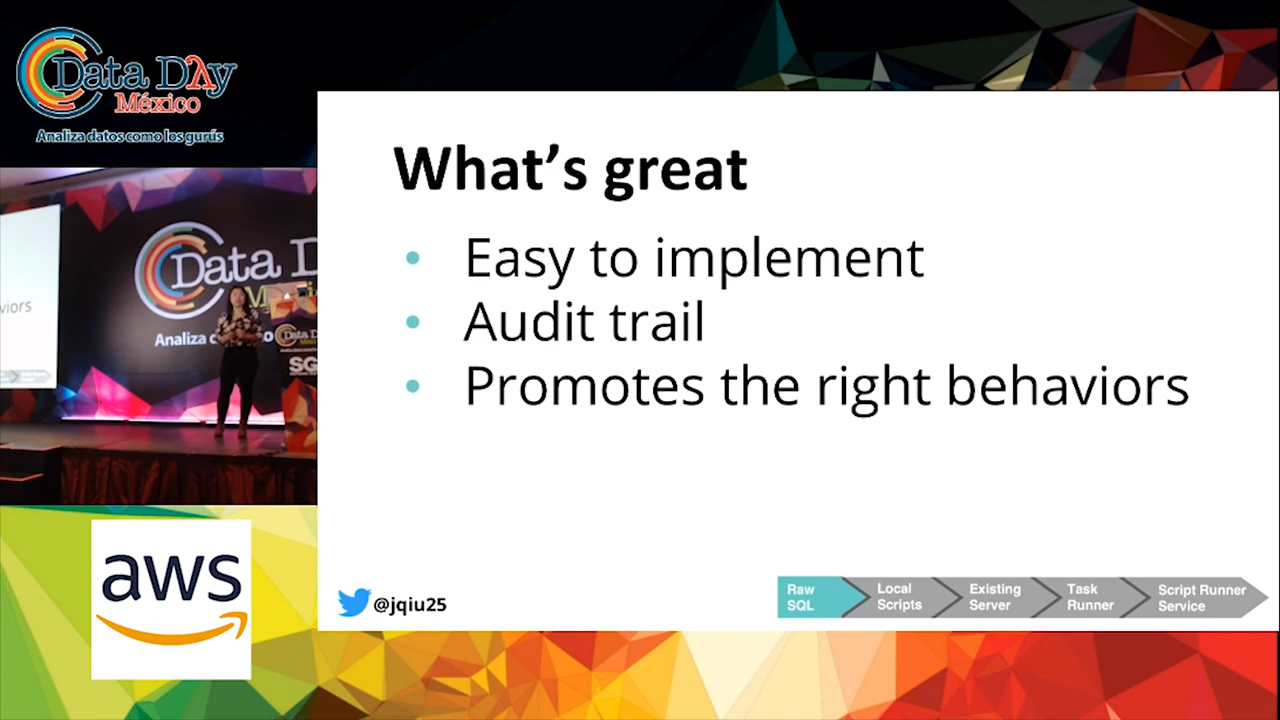 Data Day
México
Analiza datos como los gurús
What's great
• Easy to implement
• Audit trail
• Promotes the right behaviors
viors
Data D
Analiza d
SG
aws
@jqiu25
Raw SQL
Local Scripts
Existing Server
Task Runner
Script Runner Service